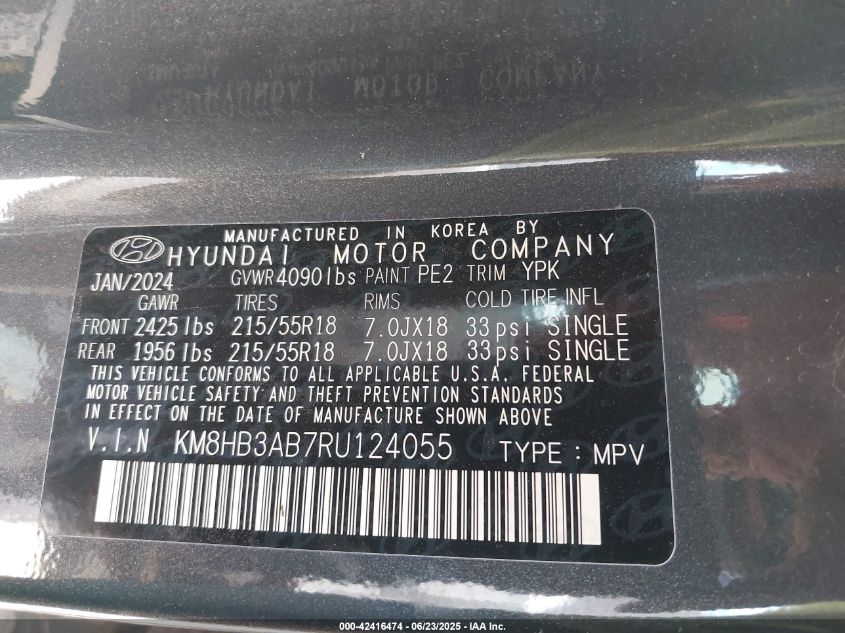 MANUFACTURED IN KOREA BY
HYUNDAI MOTOR COMPANY
JAN/2024 GVWR 4090lbs PAINT PE2 TRIM YPK
GAWR TIRES RIMS COLD TIRE INFL
FRONT 2425lbs 215/55R18 7.0JX18 33psi SINGLE
REAR 1956lbs 215/55R18 7.0JX18 33psi SINGLE
THIS VEHICLE CONFORMS TO ALL APPLICABLE U.S.A. FEDERAL
MOTOR VEHICLE SAFETY AND THEFT PREVENTION STANDARDS
IN EFFECT ON THE DATE OF MANUFACTURE SHOWN ABOVE
V.I.N KM8HB3AB7RU124055 TYPE : MPV
000-42416474 - 06/23/2025 - IAA Inc.